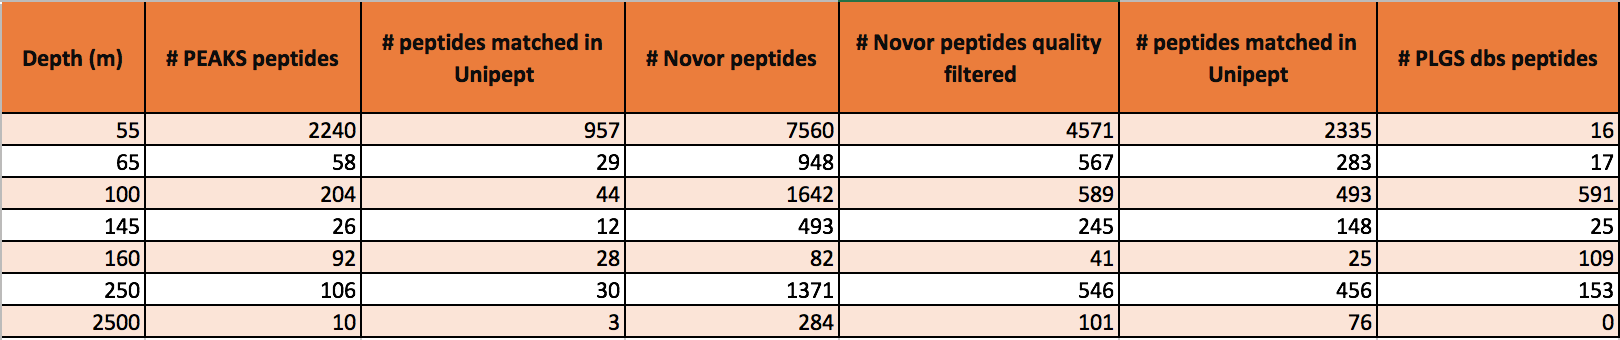 Depth (m) # PEAKS peptides # peptides matched in Unipept # Novor peptides # Novor peptides quality filtered # peptides matched in Unipept # PLGS dbs peptides
55 2240 957 7560 4571 2335 16
65 58 29 948 567 283 17
100 204 44 1642 589 493 591
145 26 12 493 245 148 25
160 92 28 82 41 25 109
250 106 30 1371 546 456 153
2500 10 3 284 101 76 0